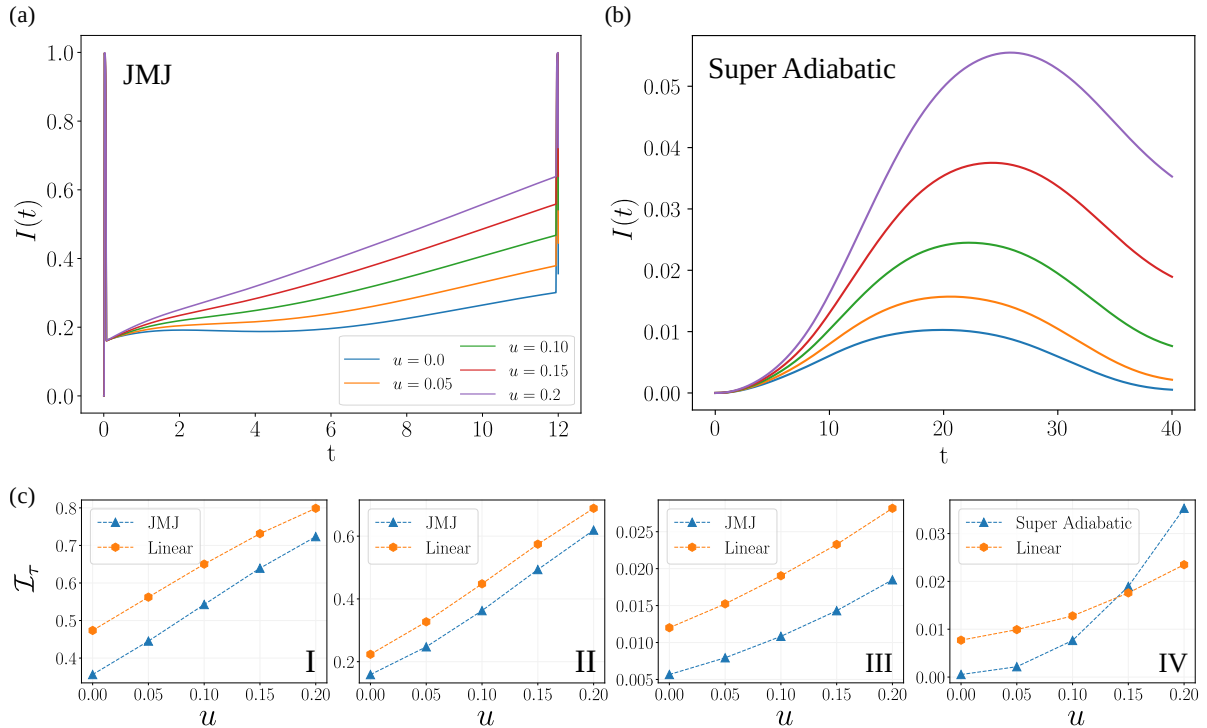 (a)
JMJ
I(t)
1.0
0.8
0.6
0.4
0.2
0.0
0 2 4 6 8 10 12
t
u = 0.0
u = 0.05
u = 0.10
u = 0.15
u = 0.2
(b)
Super Adiabatic
I(t)
0.05
0.04
0.03
0.02
0.01
0.00
0 10 20 30 40
t
(c)
𝓘τ
0.8
0.7
0.6
0.5
0.4
JMJ
Linear
I
0.00 0.05 0.10 0.15 0.20
u
0.6
0.4
0.2
JMJ
Linear
II
0.00 0.05 0.10 0.15 0.20
u
0.025
0.020
0.015
0.010
0.005
JMJ
Linear
III
0.00 0.05 0.10 0.15 0.20
u
0.03
0.02
0.01
0.00
Super Adiabatic
Linear
IV
0.00 0.05 0.10 0.15 0.20
u